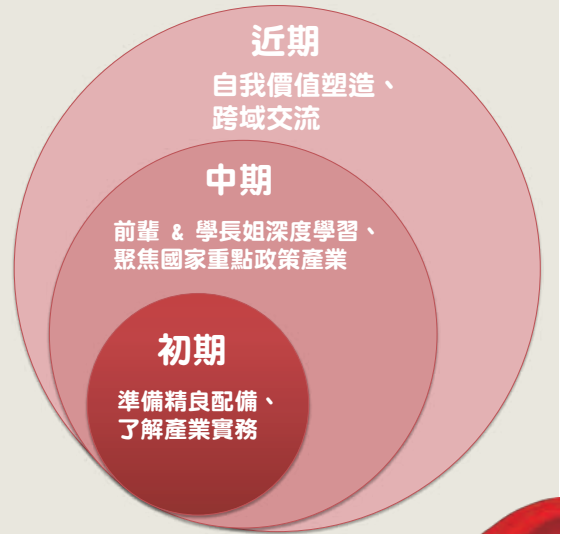 近期
自我價值塑造、
跨域交流
中期
前輩 & 學長姐深度學習、
聚焦國家重點政策產業
初期
準備精良配備、
了解產業實務